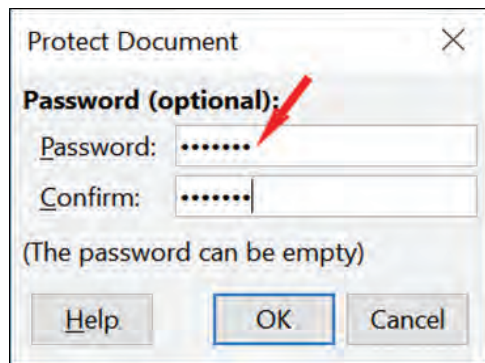 Protect Document
Password (optional):
Password: •••••••
Confirm: •••••••
(The password can be empty)
Help OK Cancel